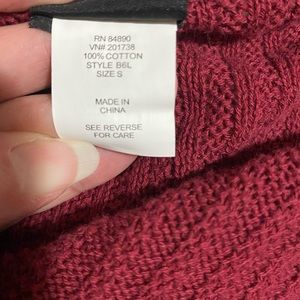 RN 84890
VN# 201738
100% COTTON
STYLE B6L
SIZE S
MADE IN
CHINA
SEE REVERSE
FOR CARE